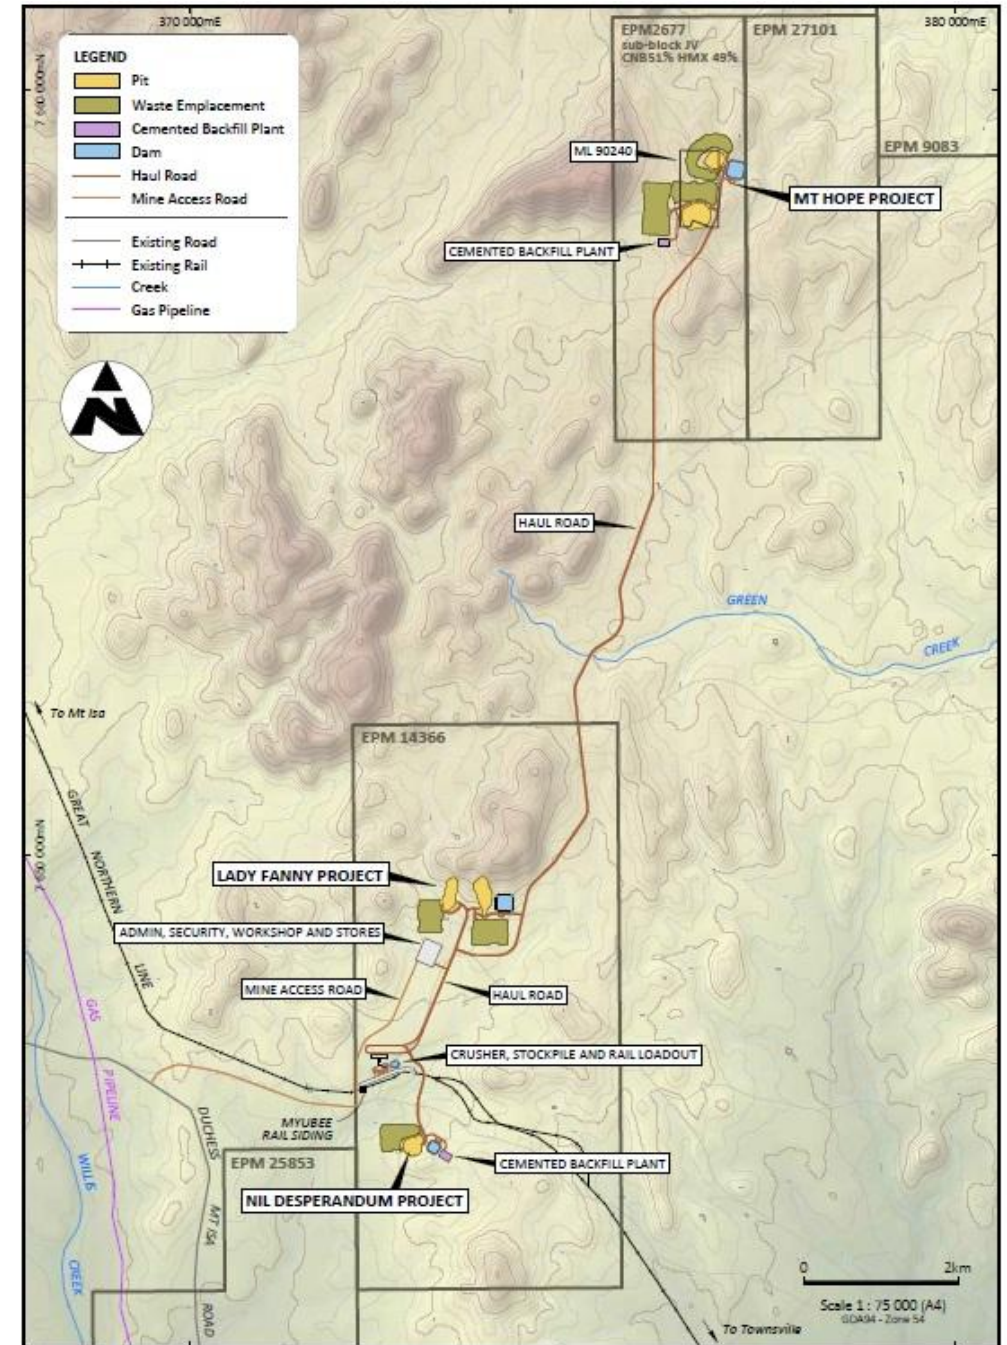 370 000mE
380 000mE
7 660 000mN
LEGEND
Pit
Waste Emplacement
Cemented Backfill Plant
Dam
Haul Road
Mine Access Road
Existing Road
Existing Rail
Creek
Gas Pipeline
EPM2677
sub-block JV
CNB51% HMX 49%
EPM 27101
EPM 9083
ML 90240
MT HOPE PROJECT
CEMENTED BACKFILL PLANT
HAUL ROAD
GREEN
CREEK
To Mt Isa
EPM 14366
GREAT
NORTHERN
LINE
650 000mN
LADY FANNY PROJECT
ADMIN, SECURITY, WORKSHOP AND STORES
MINE ACCESS ROAD
HAUL ROAD
GAS
PIPELINE
CRUSHER, STOCKPILE AND RAIL LOADOUT
MYUBEE
RAIL SIDING
DUCHESS
MT ISA
ROAD
WILLS
CREEK
EPM 25853
CEMENTED BACKFILL PLANT
NIL DESPERANDUM PROJECT
0
2km
Scale 1 : 75 000 (A4)
GDA94 - Zone 54
To Townsville